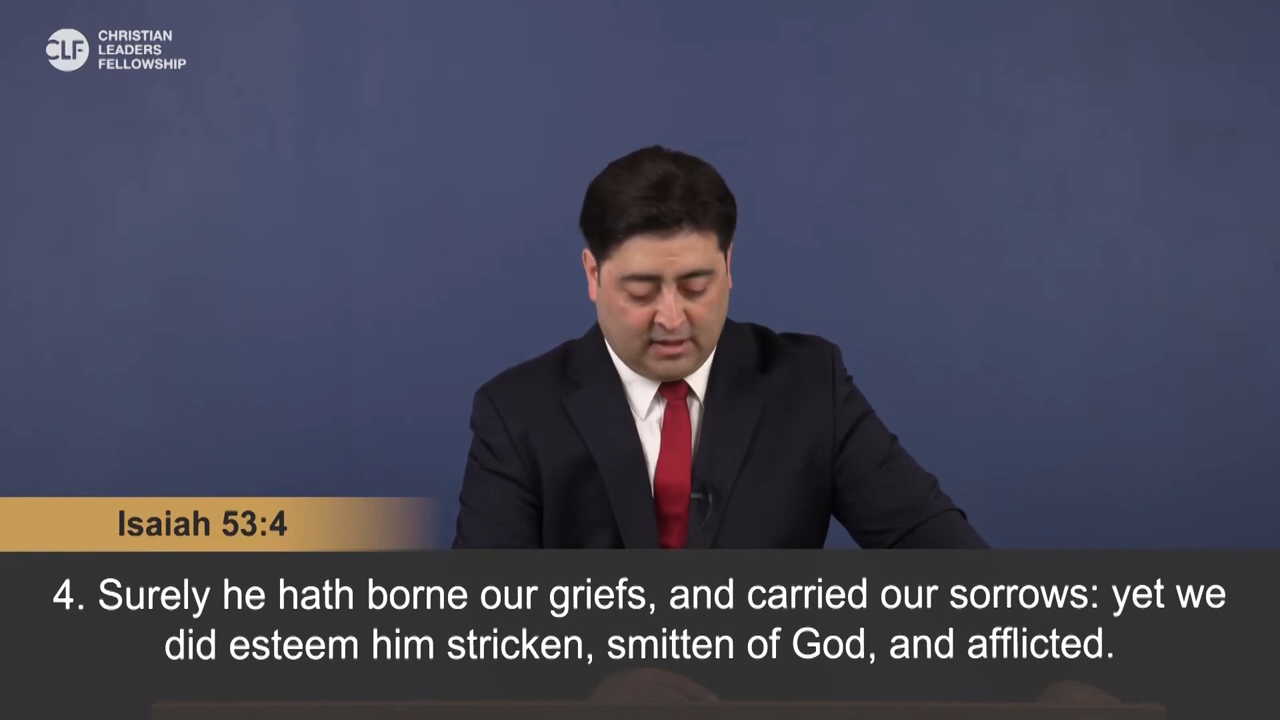 CLF
CHRISTIAN
LEADERS
FELLOWSHIP
Isaiah 53:4
4. Surely he hath borne our griefs, and carried our sorrows: yet we
did esteem him stricken, smitten of God, and afflicted.